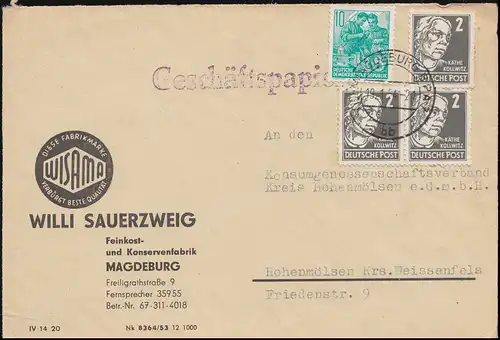 10
DEUTSCHE
DEMOKRATISCHE REPUBLIK
2
KÄTHE
KOLLWITZ
DEUTSCHE POST
Geschäftspapi
2
KÄTHE
KOLLWITZ
DEUTSCHE POST
2
KÄTHE
KOLLWITZ
DEUTSCHE POST
bb
An den
Konsumgenossenschaftsverband
Kreis Hohenmölsen e.G.m.b.H.
Hohenmölsen Krs.Weissenfels
Friedenstr. 9
DIESE FABRIKMARKE
WISAMA
VERBÜRGT BESTE QUALITÄT
WILLI SAUERZWEIG
Feinkost-
und Konservenfabrik
MAGDEBURG
Freiligrathstraße 9
Fernsprecher 35955
Betr.-Nr. 67-311-4018
IV 14 20 Nk 8364/53 12 1000